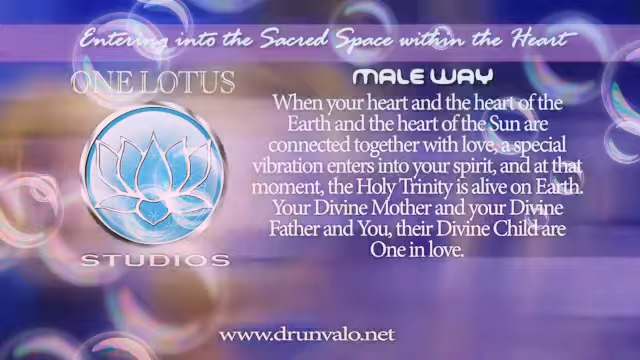 Entering into the Sacred Space within the Heart
ONE LOTUS
STUDIOS
MALE WAY
When your heart and the heart of the
Earth and the heart of the Sun are
connected together with love, a special
vibration enters into your spirit, and at that
moment, the Holy Trinity is alive on Earth.
Your Divine Mother and your Divine
Father and You, their Divine Child are
One in love.
www.drunvalo.net